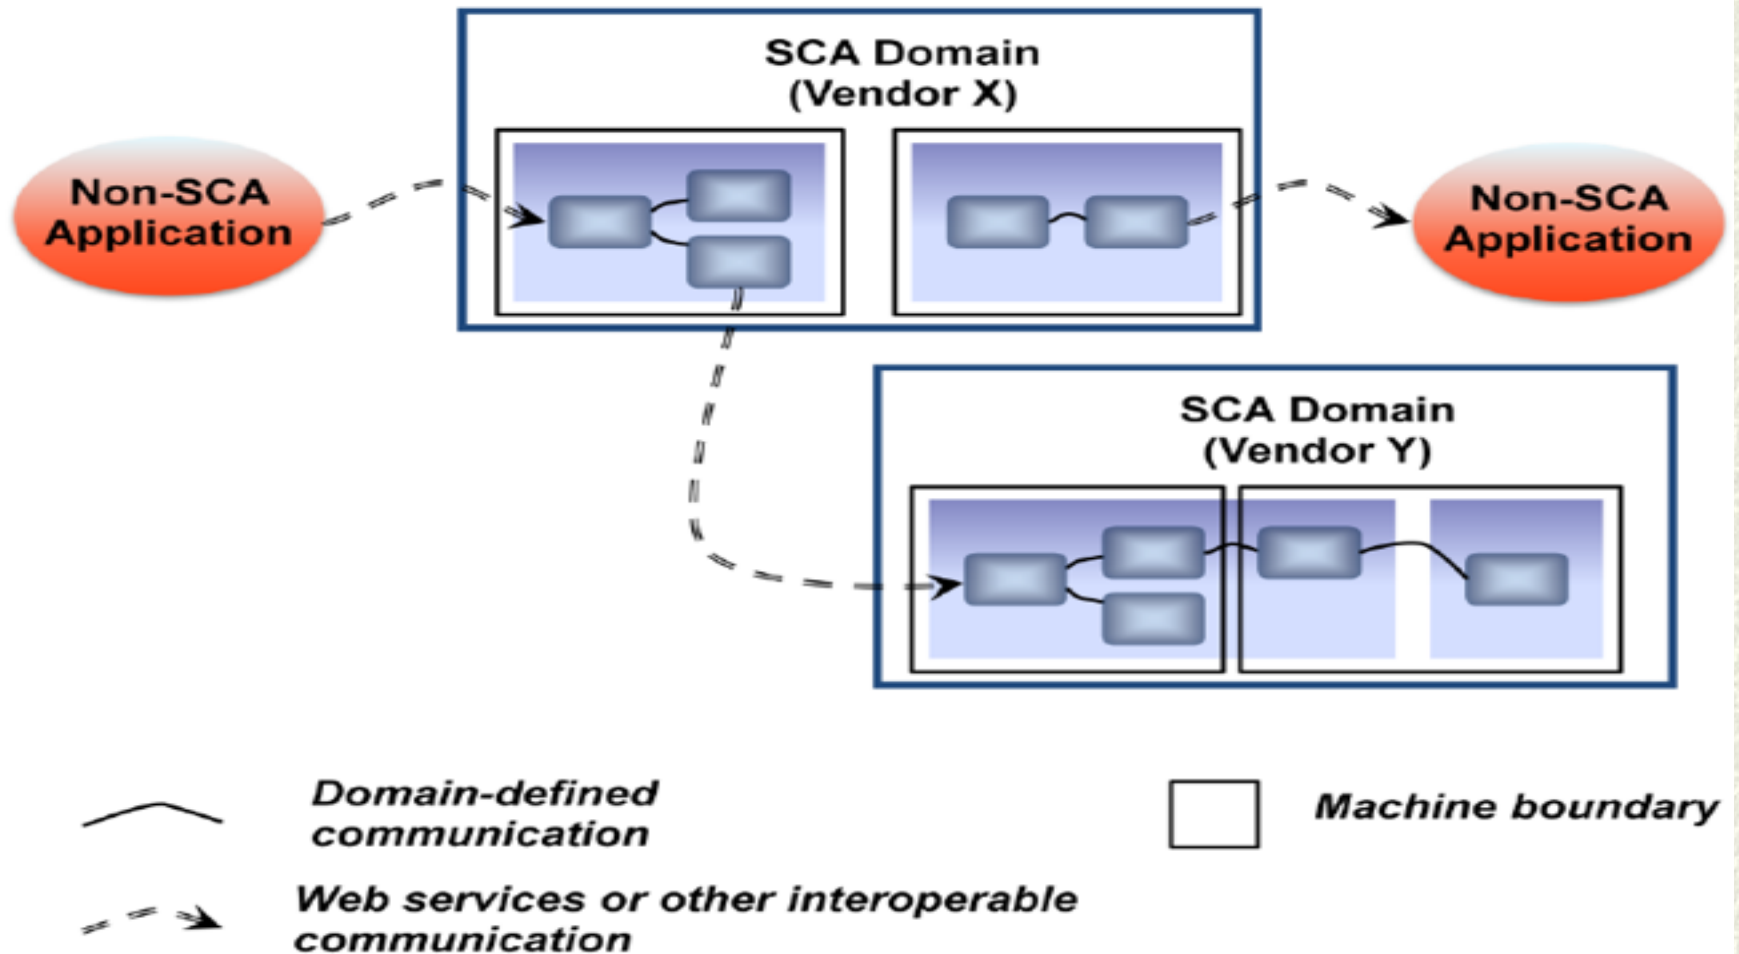 SCA Domain
(Vendor X)
Non-SCA
Application
Non-SCA
Application
SCA Domain
(Vendor Y)
Domain-defined
communication
Machine boundary
Web services or other interoperable
communication